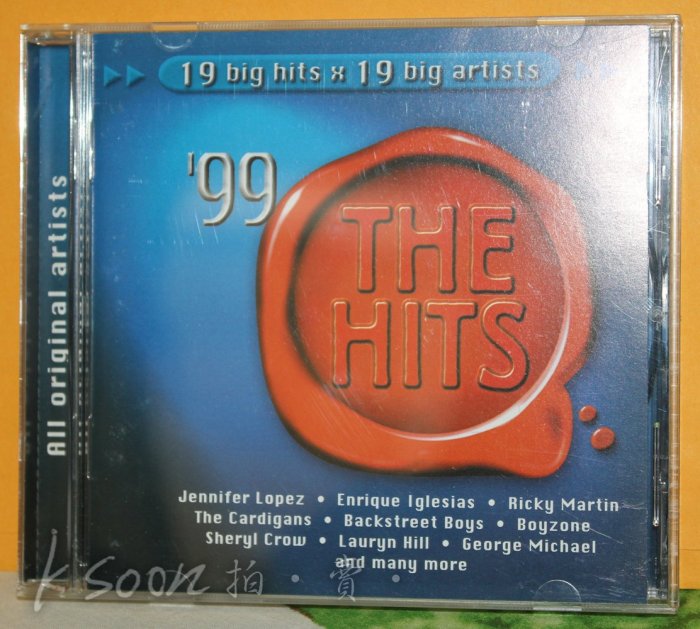 19 big hits x 19 big artists
'99
THE
HITS
All original artists
Jennifer Lopez • Enrique Iglesias • Ricky Martin
The Cardigans • Backstreet Boys • Boyzone
Sheryl Crow • Lauryn Hill • George Michael
and many more
k soon 拍 . 賣 .